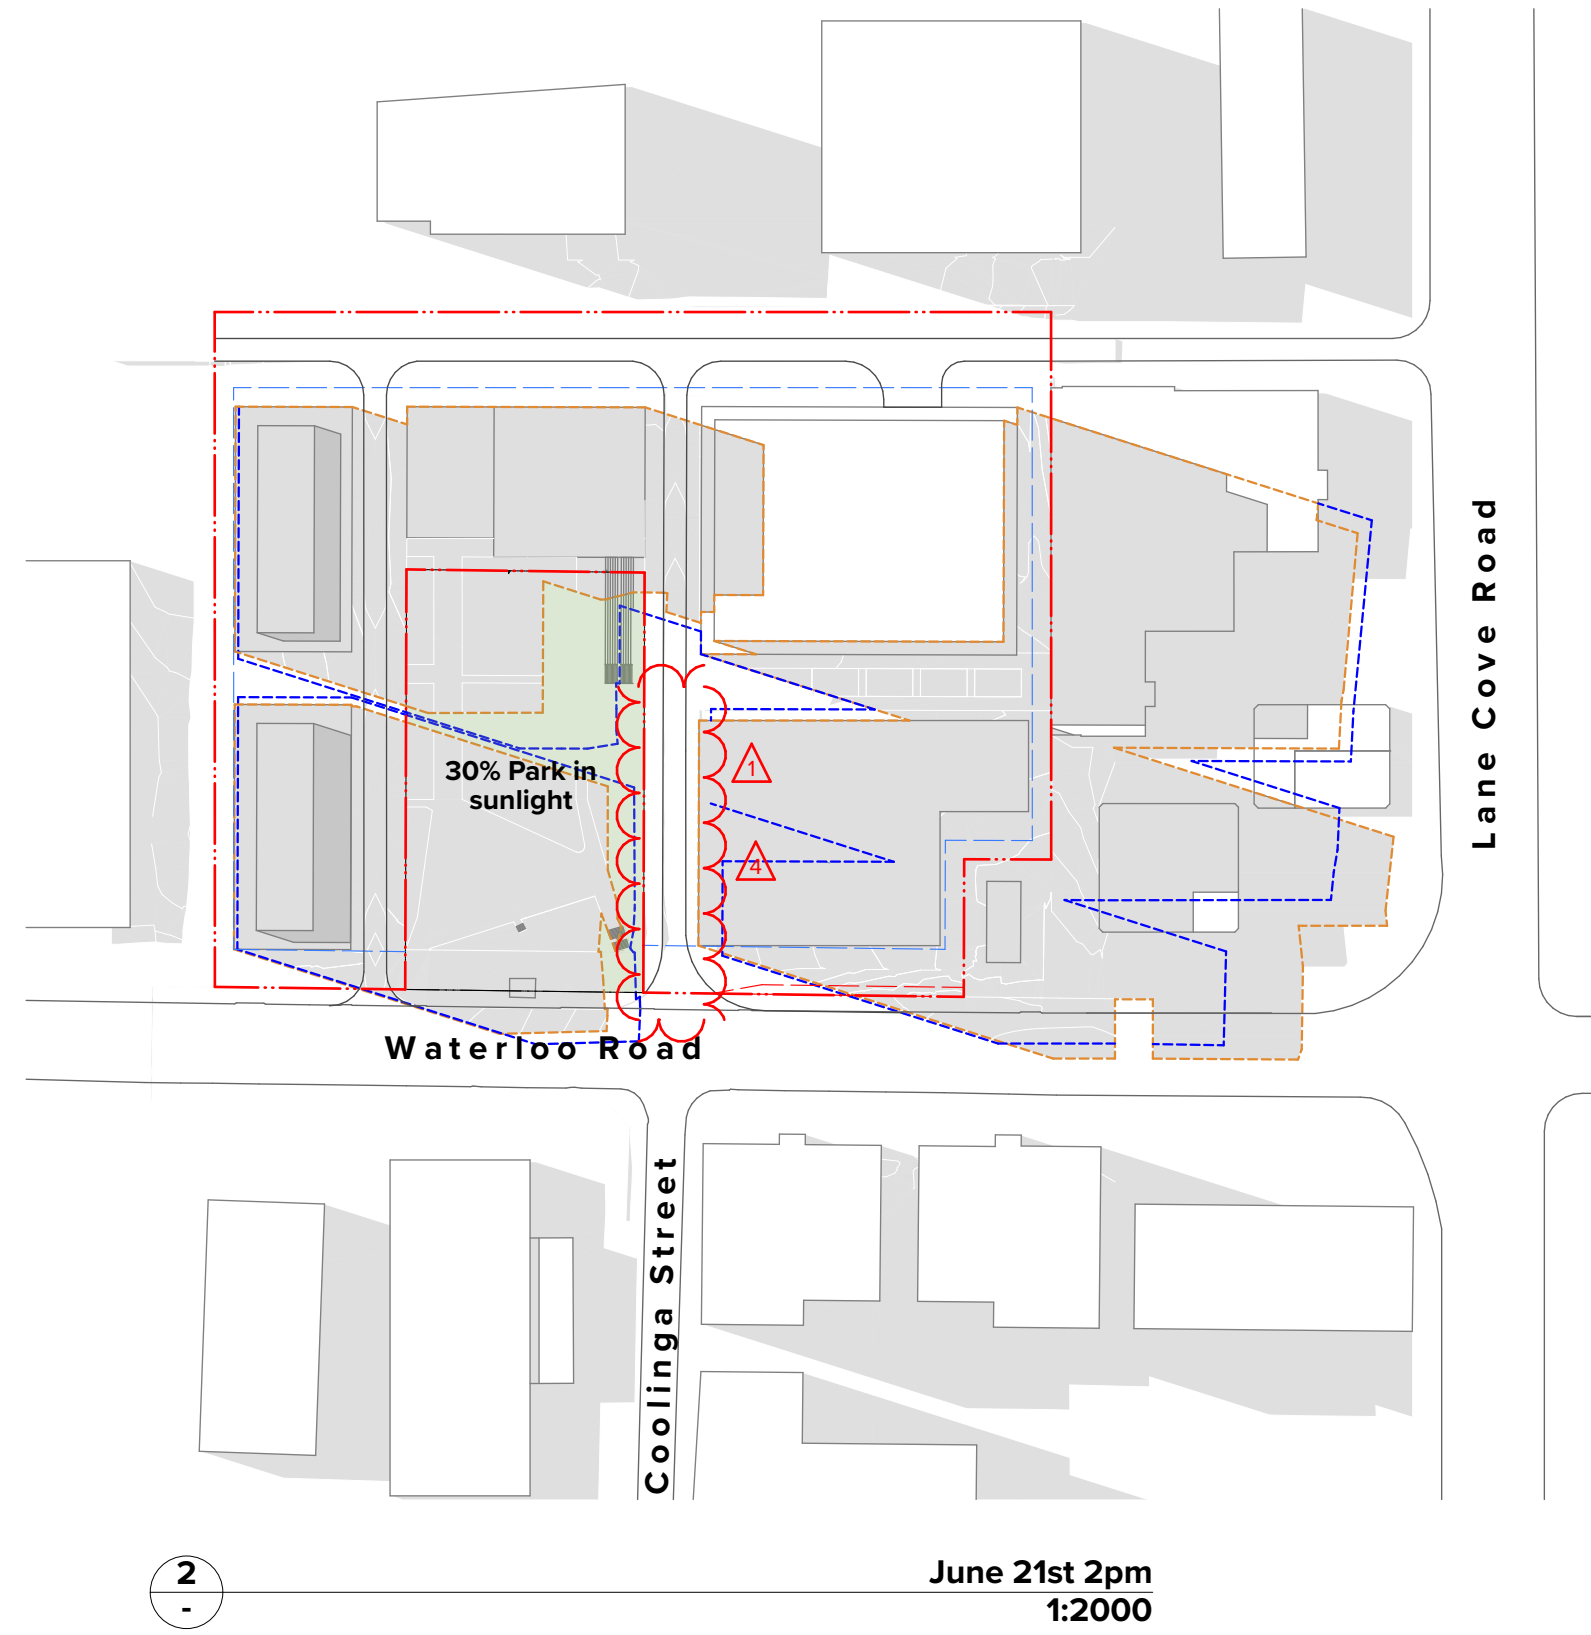 Lane Cove Road
30% Park in
sunlight
1
4
Waterloo Road
Coolinga Street
2
-
June 21st 2pm
1:2000